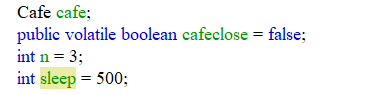 Cafe cafe;
public volatile boolean cafeclose = false;
int n = 3;
int sleep = 500;